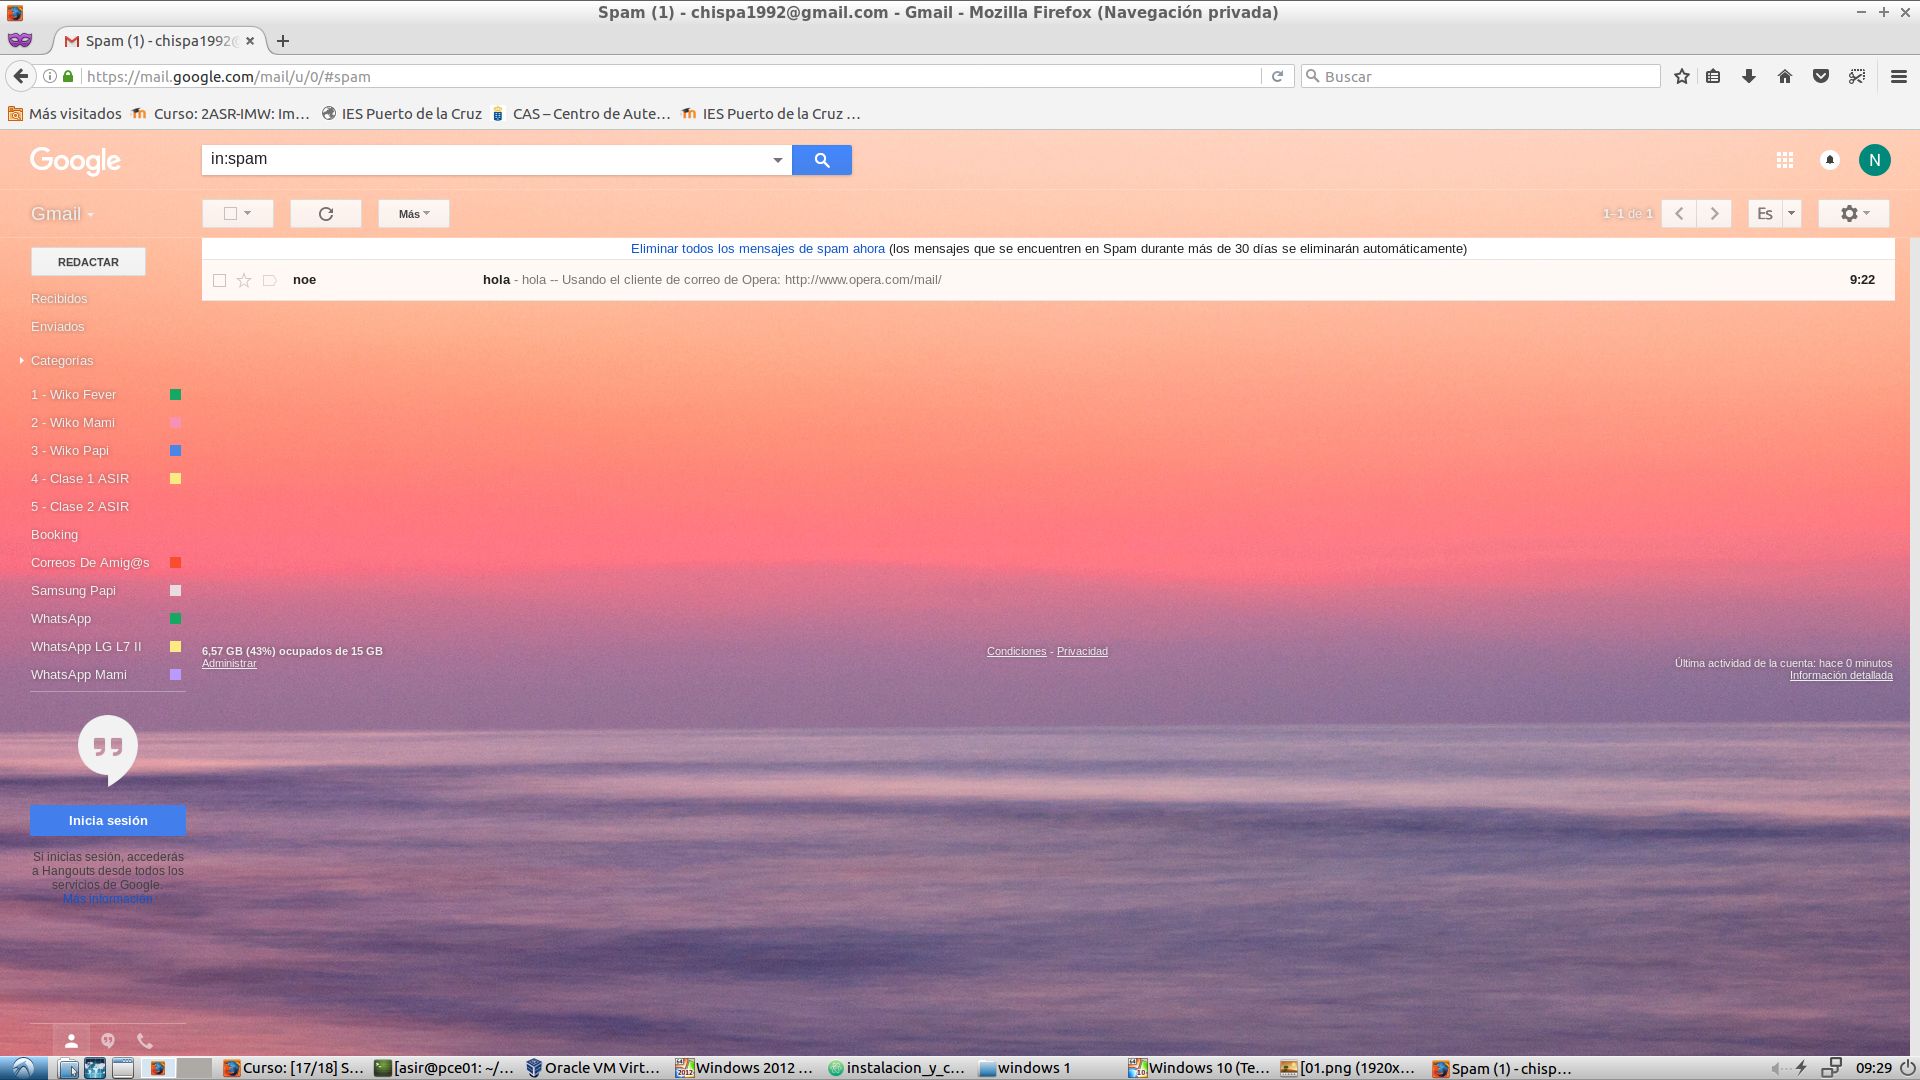 Spam (1) - chispa1992@gmail.com - Gmail - Mozilla Firefox (Navegación privada)
Spam (1) - chispa1992@
https://mail.google.com/mail/u/0/#spam
Buscar
Más visitados
Curso: 2ASR-IMW: Im…
IES Puerto de la Cruz
CAS – Centro de Aute…
IES Puerto de la Cruz …
Google
in:spam
N
Gmail
Más
1–1 de 1
Es
REDACTAR
Eliminar todos los mensajes de spam ahora (los mensajes que se encuentren en Spam durante más de 30 días se eliminarán automáticamente)
noe
hola - hola -- Usando el cliente de correo de Opera: http://www.opera.com/mail/
9:22
Recibidos
Enviados
Categorías
1 - Wiko Fever
2 - Wiko Mami
3 - Wiko Papi
4 - Clase 1 ASIR
5 - Clase 2 ASIR
Booking
Correos De Amig@s
Samsung Papi
WhatsApp
WhatsApp LG L7 II
WhatsApp Mami
6,57 GB (43%) ocupados de 15 GB
Administrar
Condiciones - Privacidad
Última actividad de la cuenta: hace 0 minutos
Información detallada
Inicia sesión
Si inicias sesión, accederás
a Hangouts desde todos los
servicios de Google.
Más información
Curso: [17/18] S…
[asir@pce01: ~/…
Oracle VM Virt…
Windows 2012 …
instalacion_y_c…
windows 1
Windows 10 (Te…
[01.png (1920x…
Spam (1) - chisp…
09:29